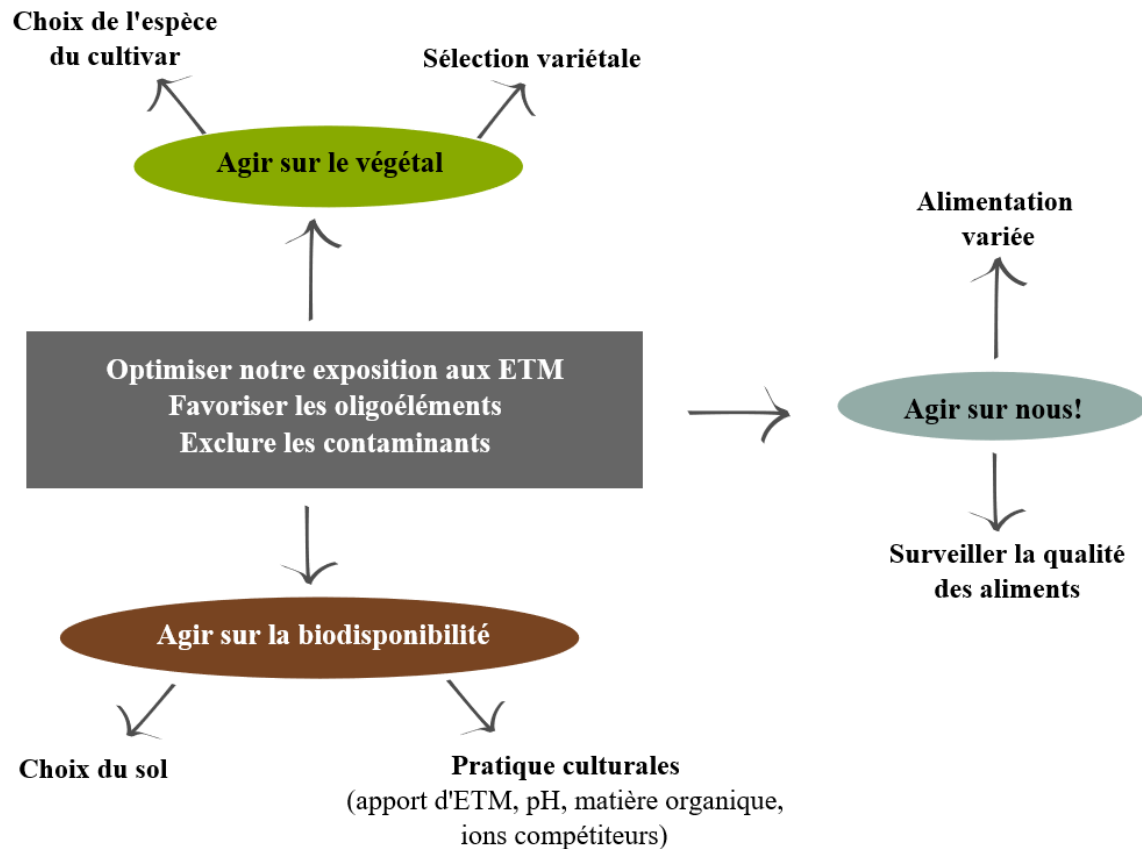 Choix de l'espèce
du cultivar
Sélection variétale
Agir sur le végétal
Alimentation
variée
Optimiser notre exposition aux ETM
Favoriser les oligoéléments
Exclure les contaminants
Agir sur nous!
Surveiller la qualité
des aliments
Agir sur la biodisponibilité
Choix du sol
Pratique culturales
(apport d'ETM, pH, matière organique,
ions compétiteurs)